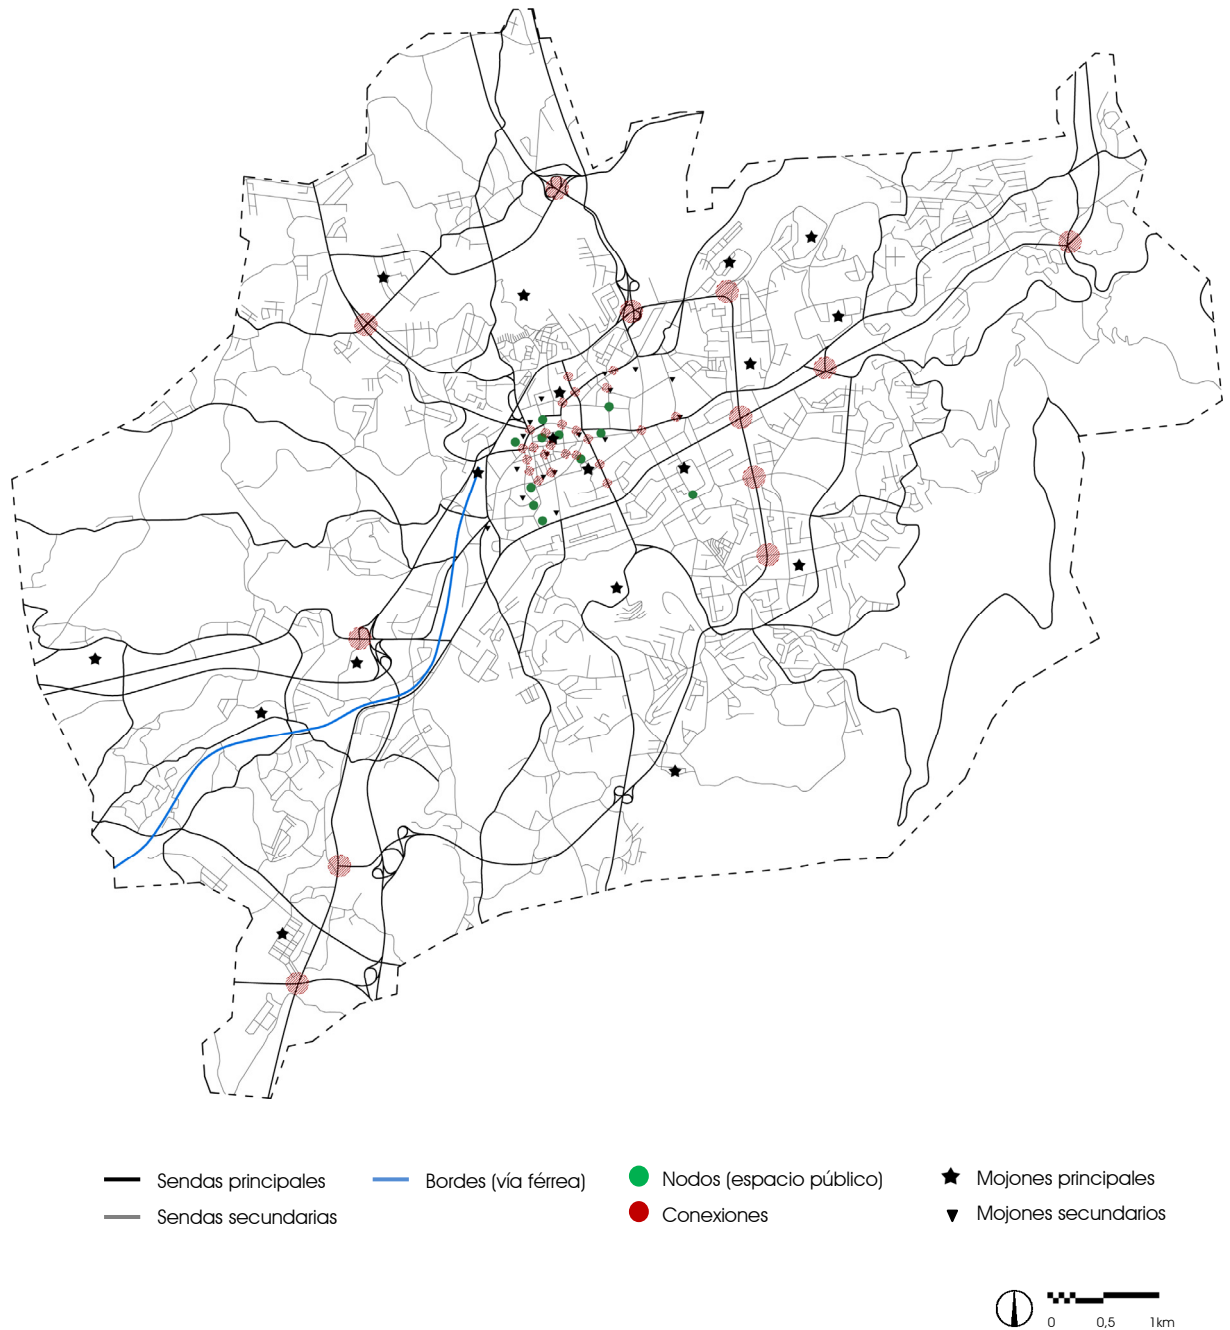 Sendas principales
Bordes (vía férrea)
Nodos (espacio público)
Mojones principales
Sendas secundarias
Conexiones
Mojones secundarios
0 0,5 1km